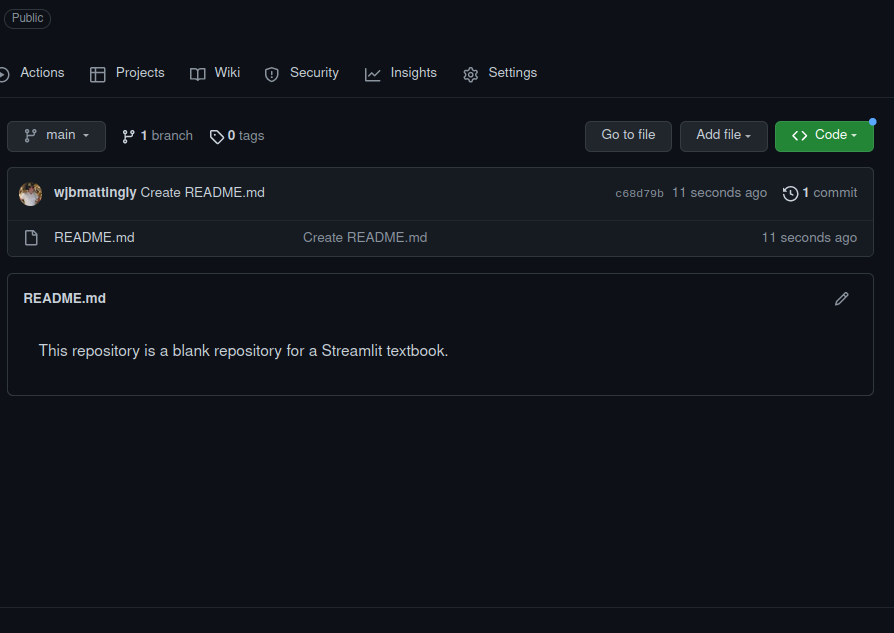 Public
Actions Projects Wiki Security Insights Settings
main 1 branch 0 tags Go to file Add file Code
wjbmattingly Create README.md c68d79b 11 seconds ago 1 commit
README.md Create README.md 11 seconds ago
README.md
This repository is a blank repository for a Streamlit textbook.